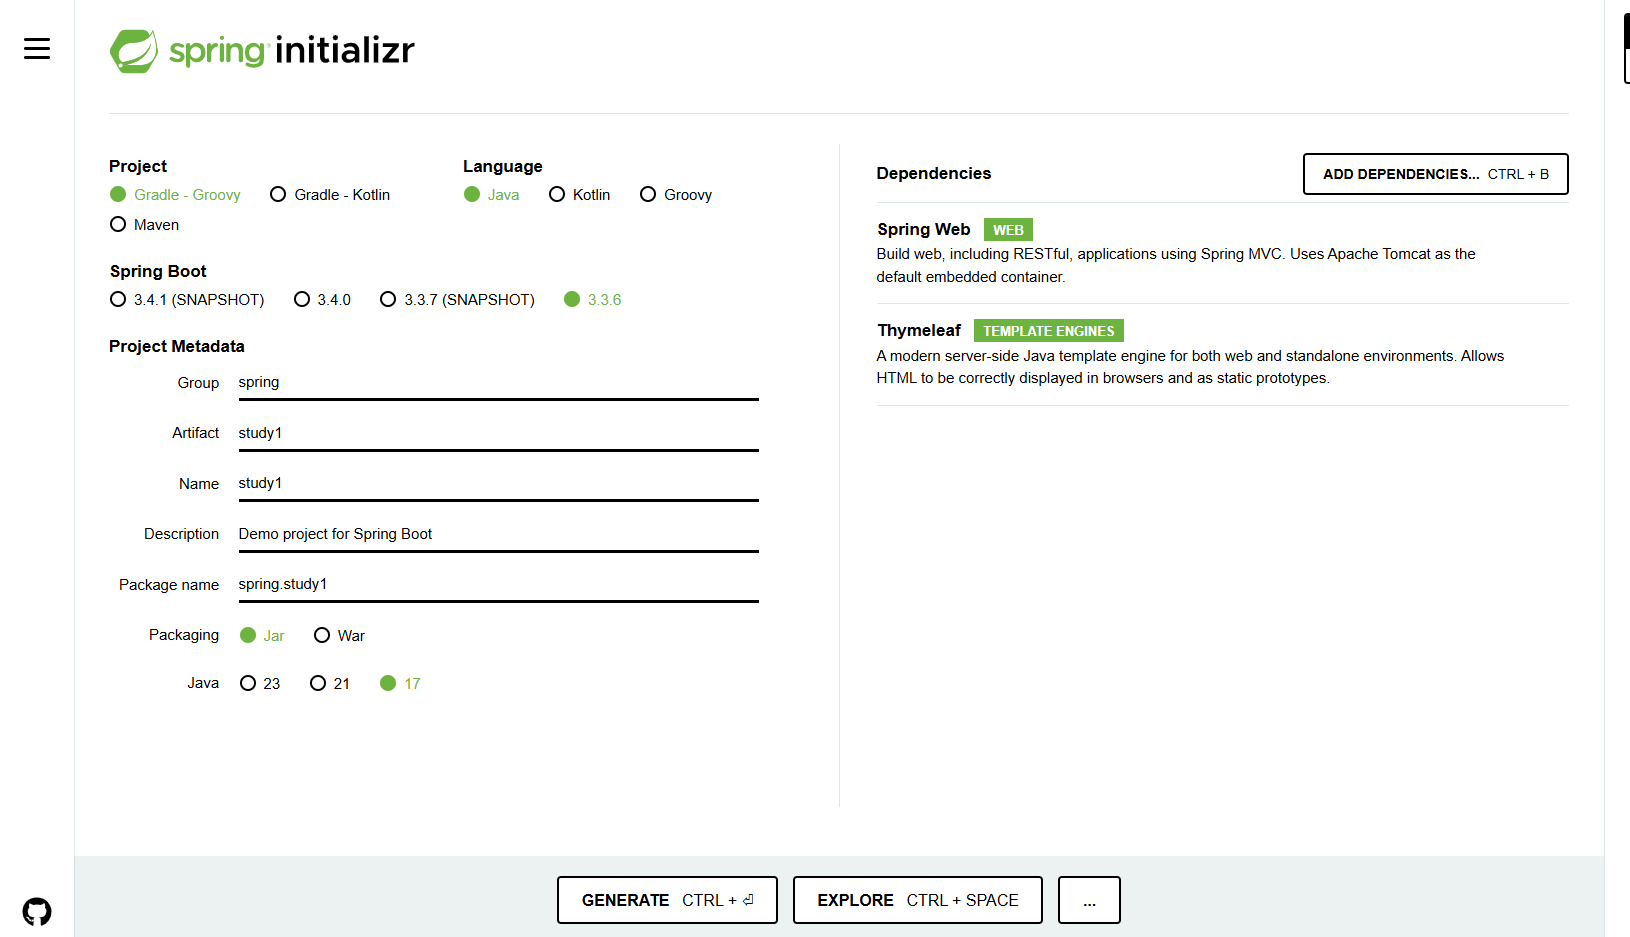 spring initializr
Project
Gradle - Groovy Gradle - Kotlin
Maven
Language
Java Kotlin Groovy
Spring Boot
3.4.1 (SNAPSHOT) 3.4.0 3.3.7 (SNAPSHOT) 3.3.6
Project Metadata
Group spring
Artifact study1
Name study1
Description Demo project for Spring Boot
Package name spring.study1
Packaging Jar War
Java 23 21 17
Dependencies
ADD DEPENDENCIES... CTRL + B
Spring Web WEB
Build web, including RESTful, applications using Spring MVC. Uses Apache Tomcat as the
default embedded container.
Thymeleaf TEMPLATE ENGINES
A modern server-side Java template engine for both web and standalone environments. Allows
HTML to be correctly displayed in browsers and as static prototypes.
GENERATE CTRL + ⏎
EXPLORE CTRL + SPACE
...